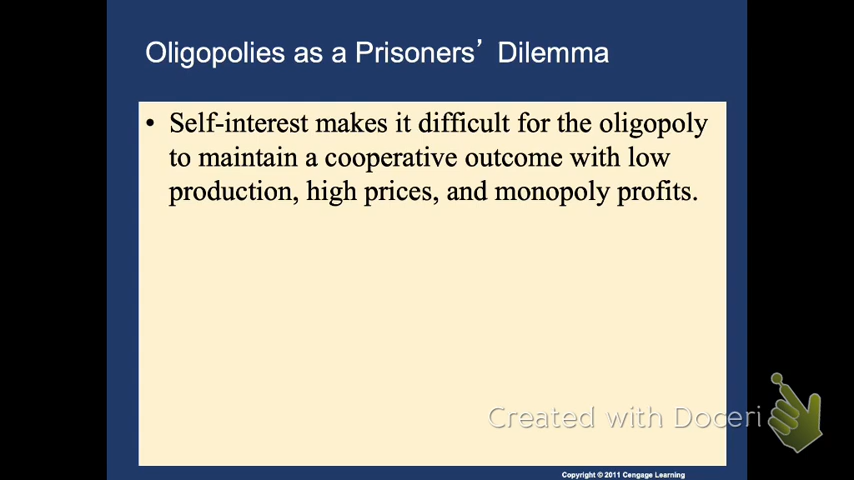 Oligopolies as a Prisoners’ Dilemma
• Self-interest makes it difficult for the oligopoly
to maintain a cooperative outcome with low
production, high prices, and monopoly profits.
Created with Doceri
Copyright © 2011 Cengage Learning